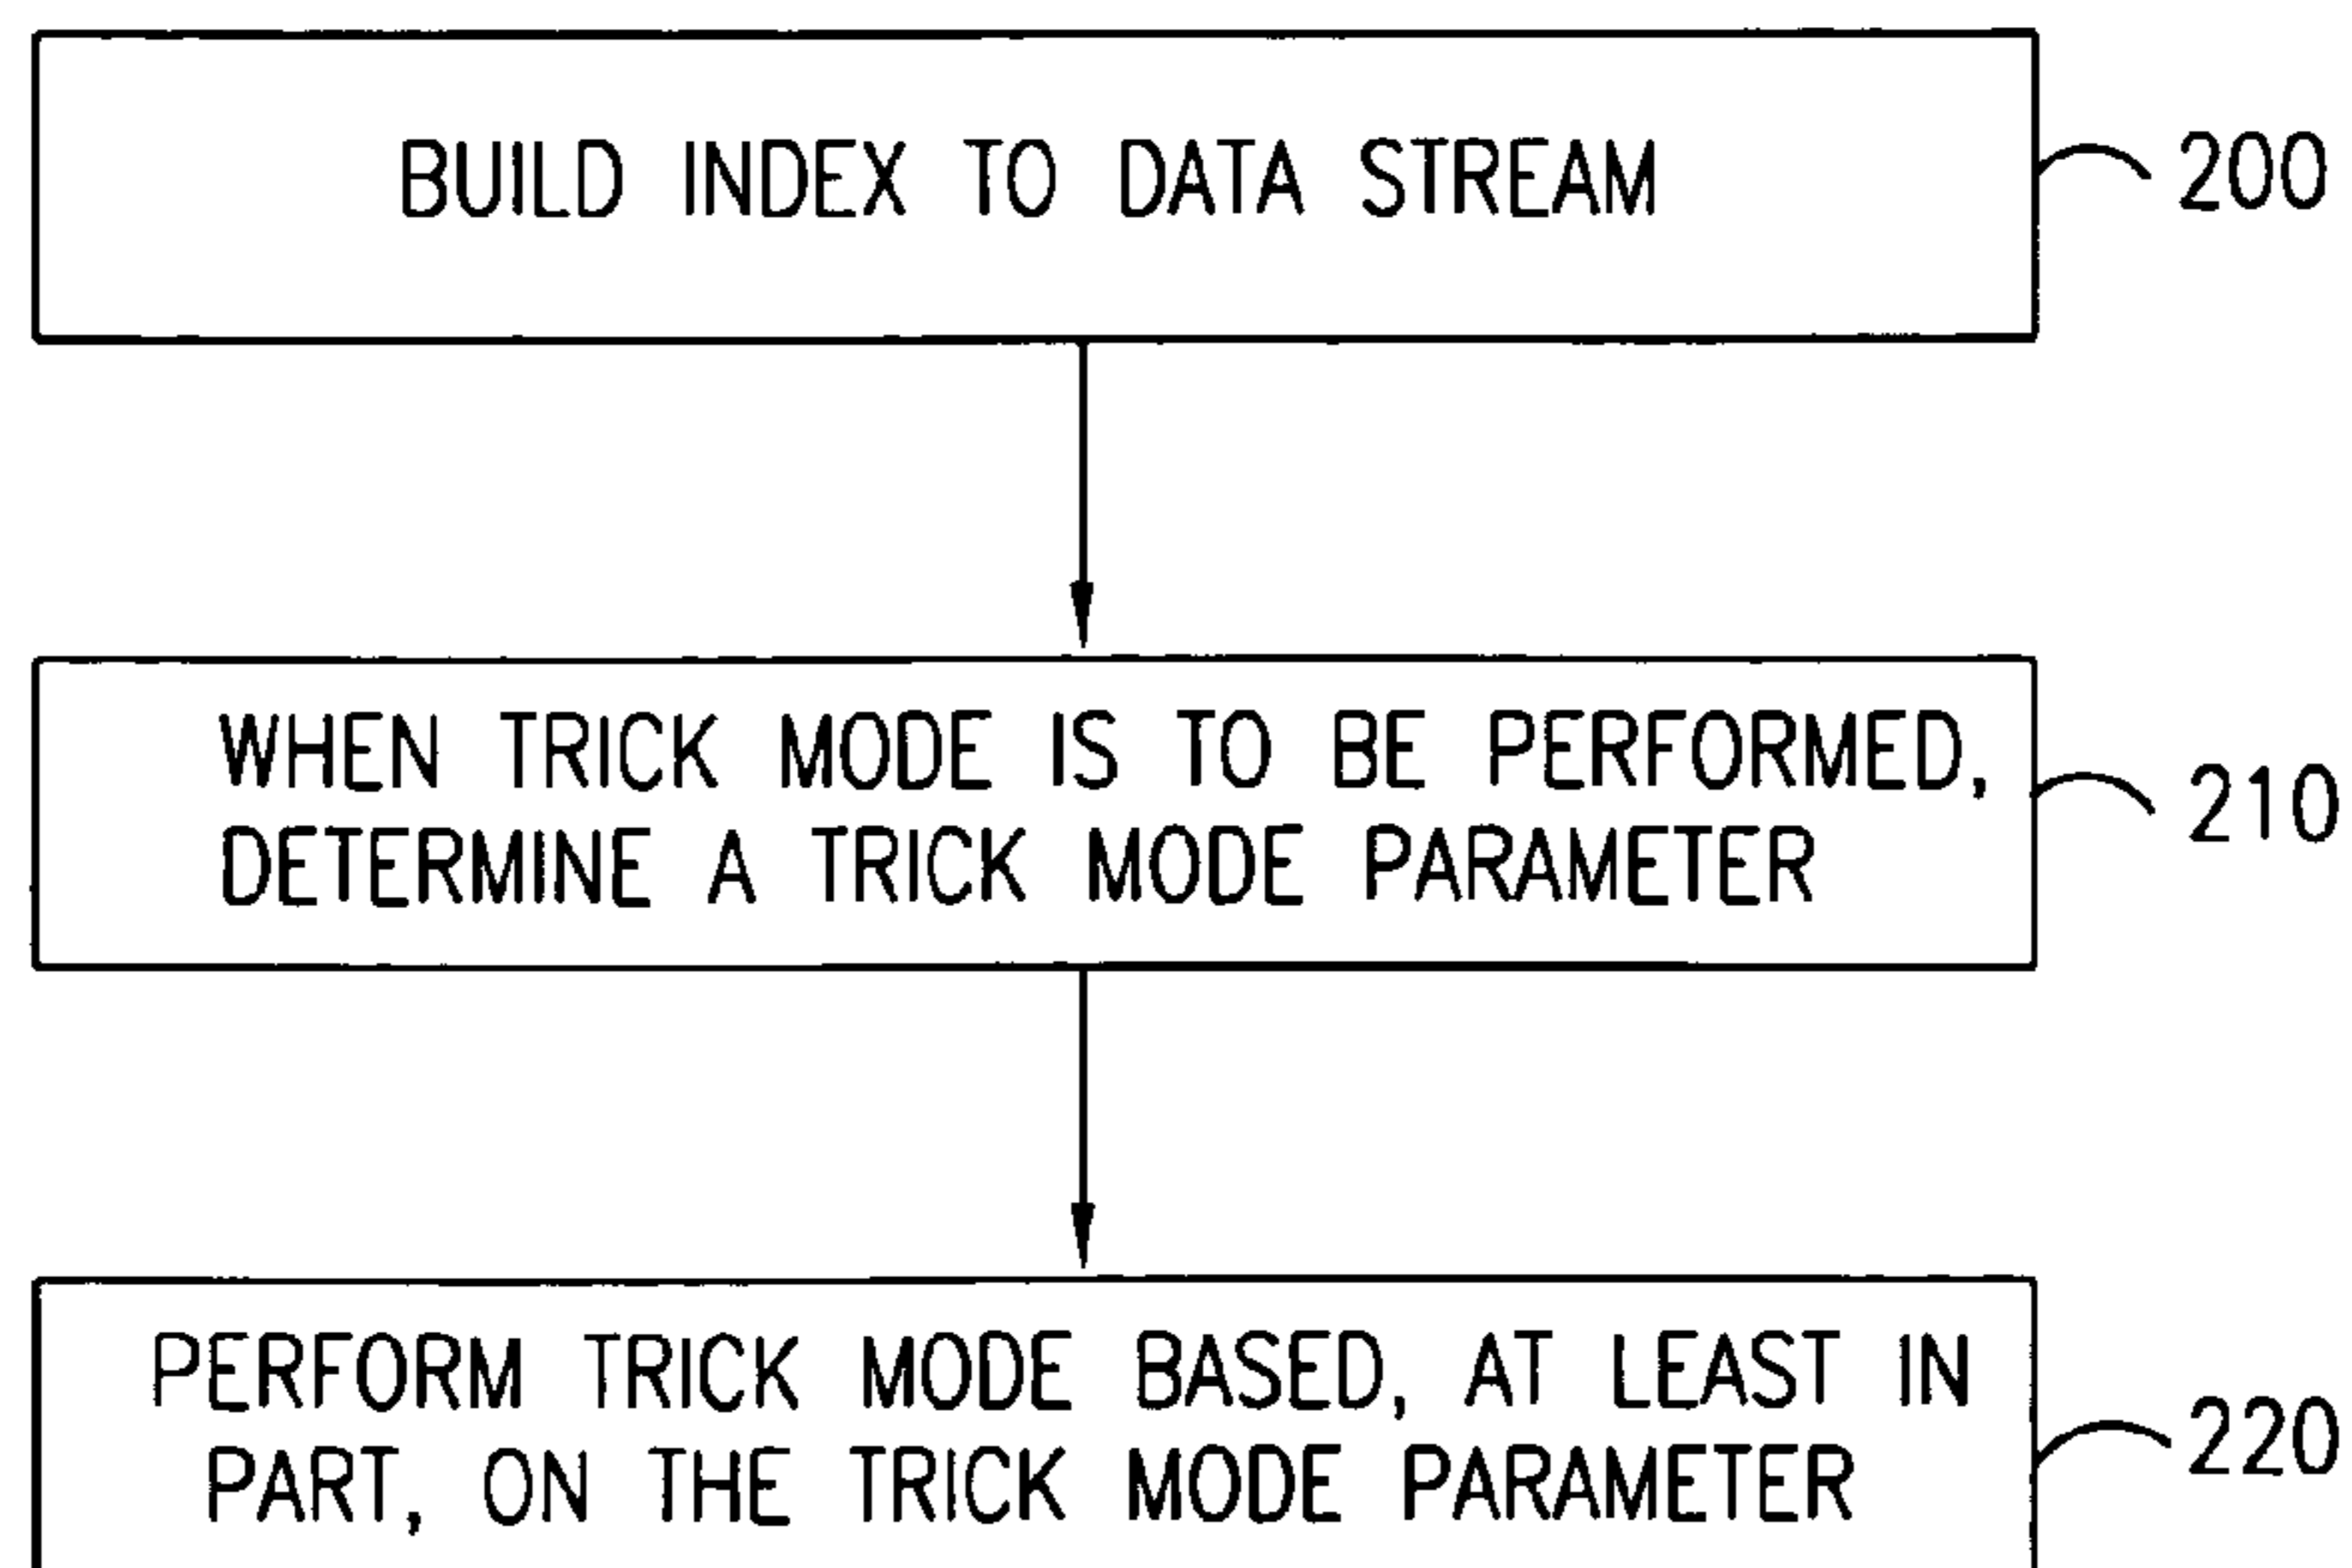 BUILD INDEX TO DATA STREAM
200
WHEN TRICK MODE IS TO BE PERFORMED,
DETERMINE A TRICK MODE PARAMETER
210
PERFORM TRICK MODE BASED, AT LEAST IN
PART, ON THE TRICK MODE PARAMETER
220